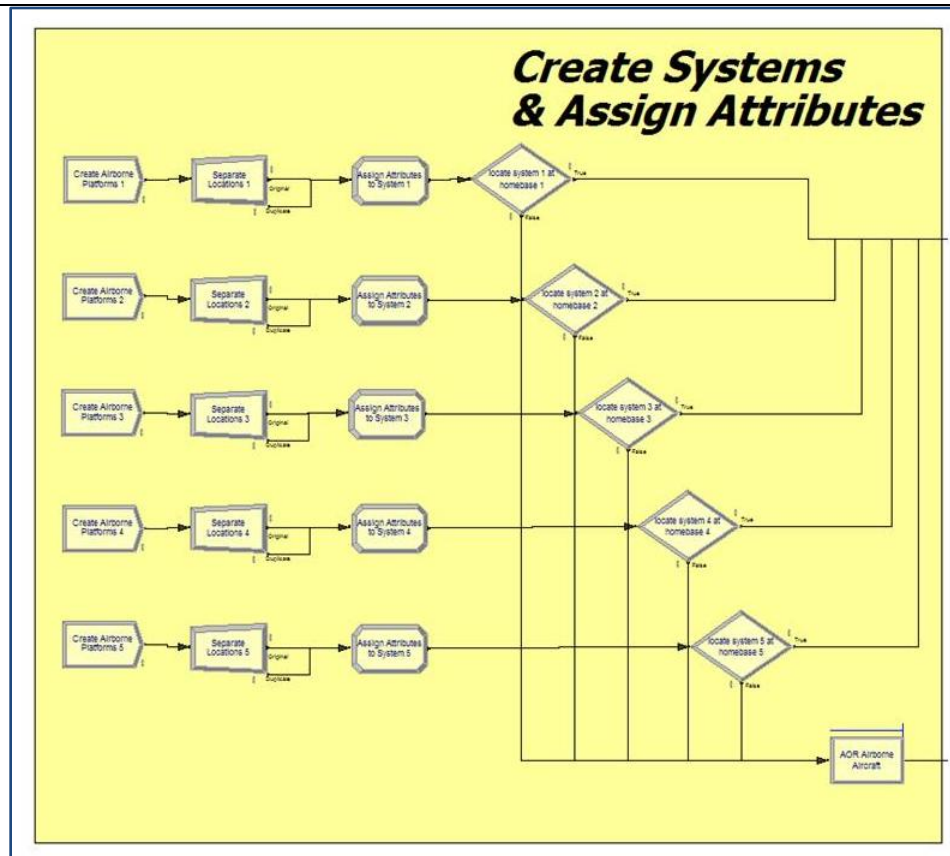 Create Systems
& Assign Attributes
Create Airborne
Platforms 1
Separate
Locations 1
Original
Duplicate
Assign Attributes
to System 1
locate system 1 at
homebase 1
True
False
Create Airborne
Platforms 2
Separate
Locations 2
Original
Duplicate
Assign Attributes
to System 2
locate system 2 at
homebase 2
True
False
Create Airborne
Platforms 3
Separate
Locations 3
Original
Duplicate
Assign Attributes
to System 3
locate system 3 at
homebase 3
True
False
Create Airborne
Platforms 4
Separate
Locations 4
Original
Duplicate
Assign Attributes
to System 4
locate system 4 at
homebase 4
True
False
Create Airborne
Platforms 5
Separate
Locations 5
Original
Duplicate
Assign Attributes
to System 5
locate system 5 at
homebase 5
True
False
AOR Airborne
Aircraft